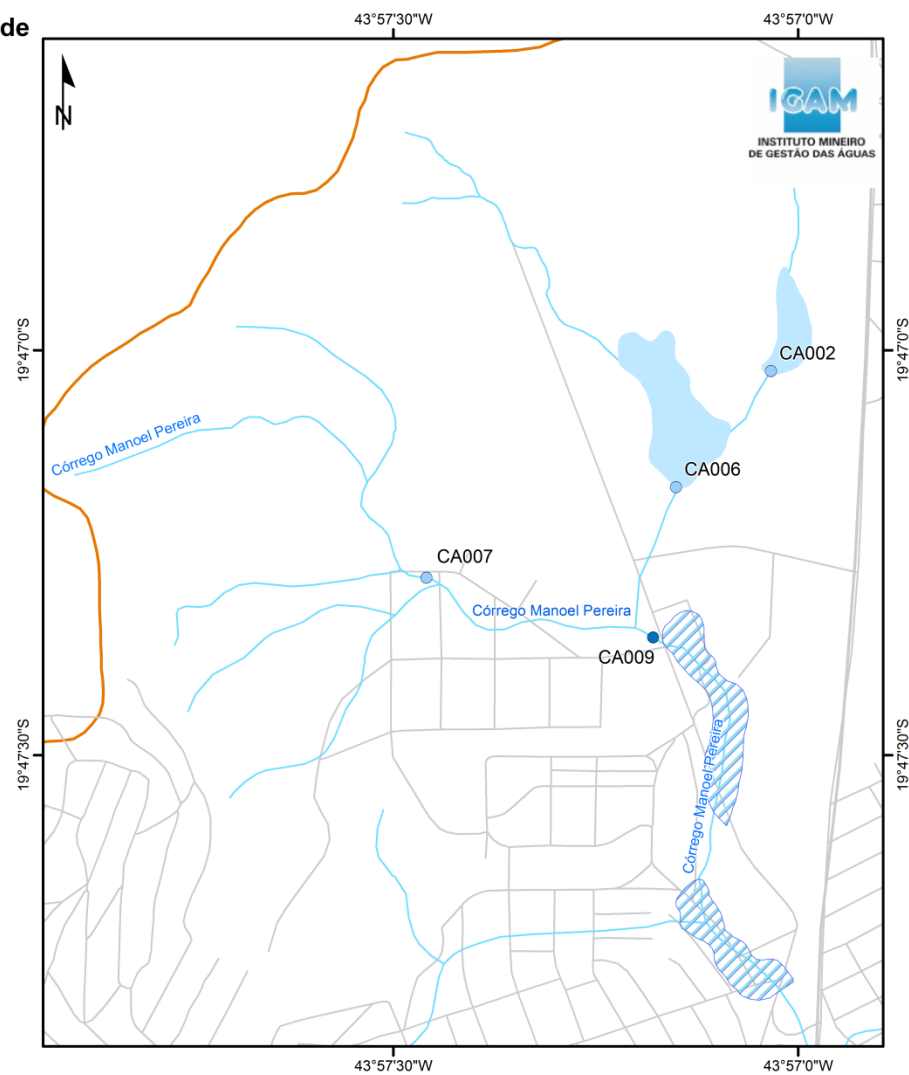 de
43°57'30"W
43°57'0"W
N
IGAM
INSTITUTO MINEIRO
DE GESTÃO DAS ÁGUAS
19°47'0"S
19°47'0"S
CA002
Córrego Manoel Pereira
CA006
CA007
Córrego Manoel Pereira
CA009
19°47'30"S
19°47'30"S
Córrego Manoel Pereira
43°57'30"W
43°57'0"W